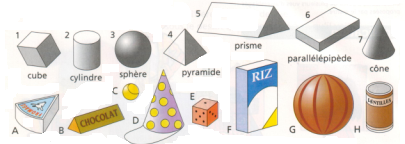 1 2 3 4 5 6 7
cube cylindre sphère pyramide prisme parallélépipède cône
A B C D E F G H
CHOCOLAT
RIZ
LENTILLES